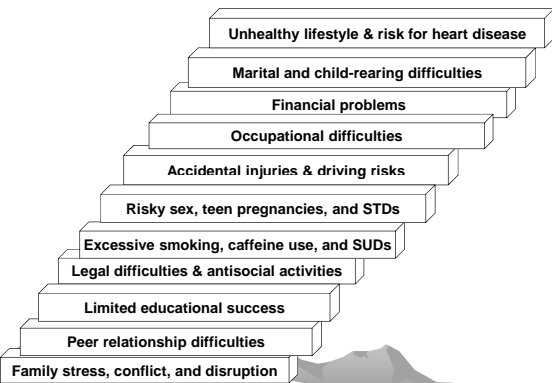 Unhealthy lifestyle & risk for heart disease
Marital and child-rearing difficulties
Financial problems
Occupational difficulties
Accidental injuries & driving risks
Risky sex, teen pregnancies, and STDs
Excessive smoking, caffeine use, and SUDs
Legal difficulties & antisocial activities
Limited educational success
Peer relationship difficulties
Family stress, conflict, and disruption